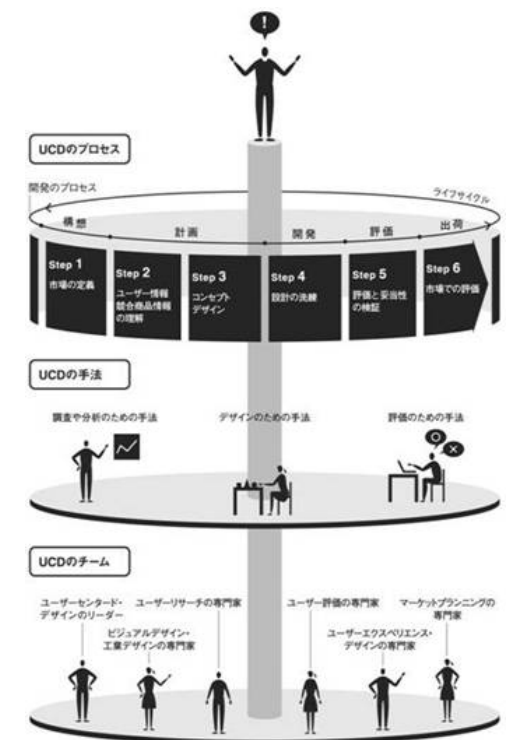 !
UCDのプロセス
開発のプロセス
ライフサイクル
構想
計画
開発
評価
出荷
Step 1
市場の定義
Step 2
ユーザー情報
競合商品情報
の理解
Step 3
コンセプト
デザイン
Step 4
設計の洗練
Step 5
評価と妥当性
の検証
Step 6
市場での評価
UCDの手法
調査や分析のための手法
デザインのための手法
評価のための手法
UCDのチーム
ユーザーセンタード・
デザインのリーダー
ユーザーリサーチの専門家
ユーザー評価の専門家
マーケットプランニングの
専門家
ビジュアルデザイン・
工業デザインの専門家
ユーザーエクスペリエンス・
デザインの専門家